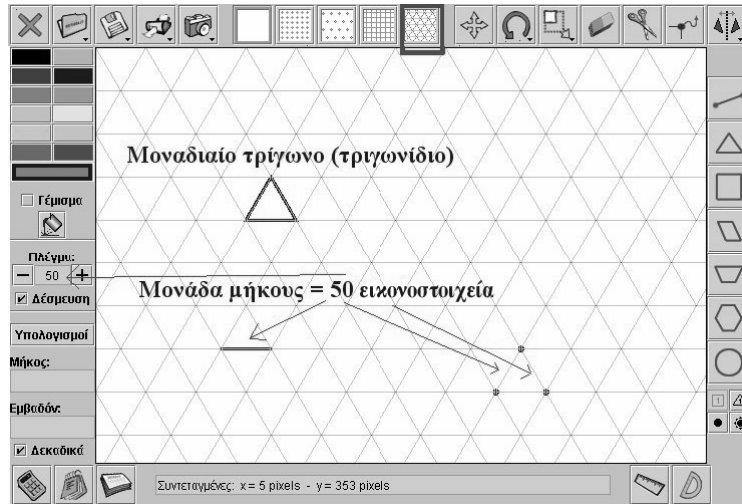 Μοναδιαίο τρίγωνο (τριγωνίδιο)
Γέμισμα
Πλέγμα:
50
Δέσμευση
Μονάδα μήκους = 50 εικονοστοιχεία
Υπολογισμοί
Μήκος:
Εμβαδόν:
Δεκαδικά
1
Συντεταγμένες: x = 5 pixels - y = 353 pixels